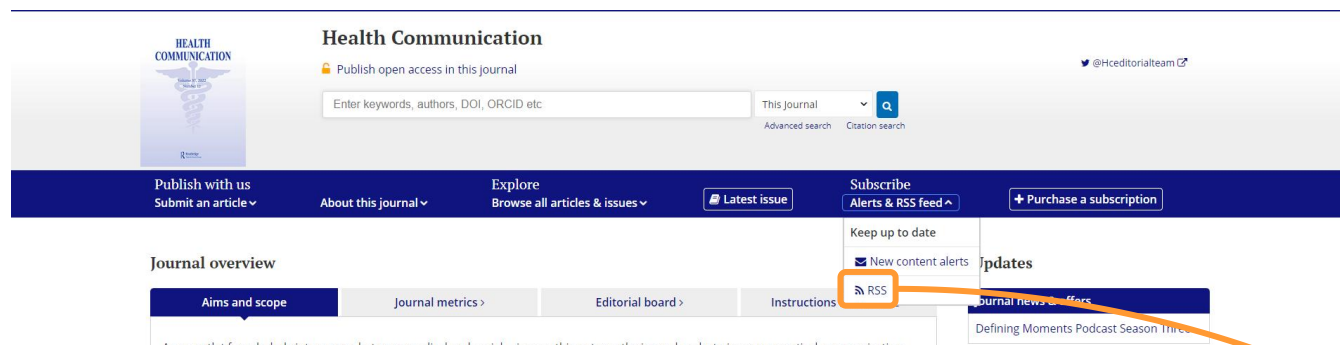 HEALTH
COMMUNICATION
Health Communication
Publish open access in this journal
@Hceditorialteam
Enter keywords, authors, DOI, ORCID etc
This Journal
Advanced search Citation search
Publish with us
Submit an article
About this journal
Explore
Browse all articles & issues
Latest issue
Subscribe
Alerts & RSS feed
+ Purchase a subscription
Keep up to date
New content alerts
RSS
Journal overview
Updates
Aims and scope
Journal metrics >
Editorial board >
Instructions
Journal news & offers
Defining Moments Podcast Season Three